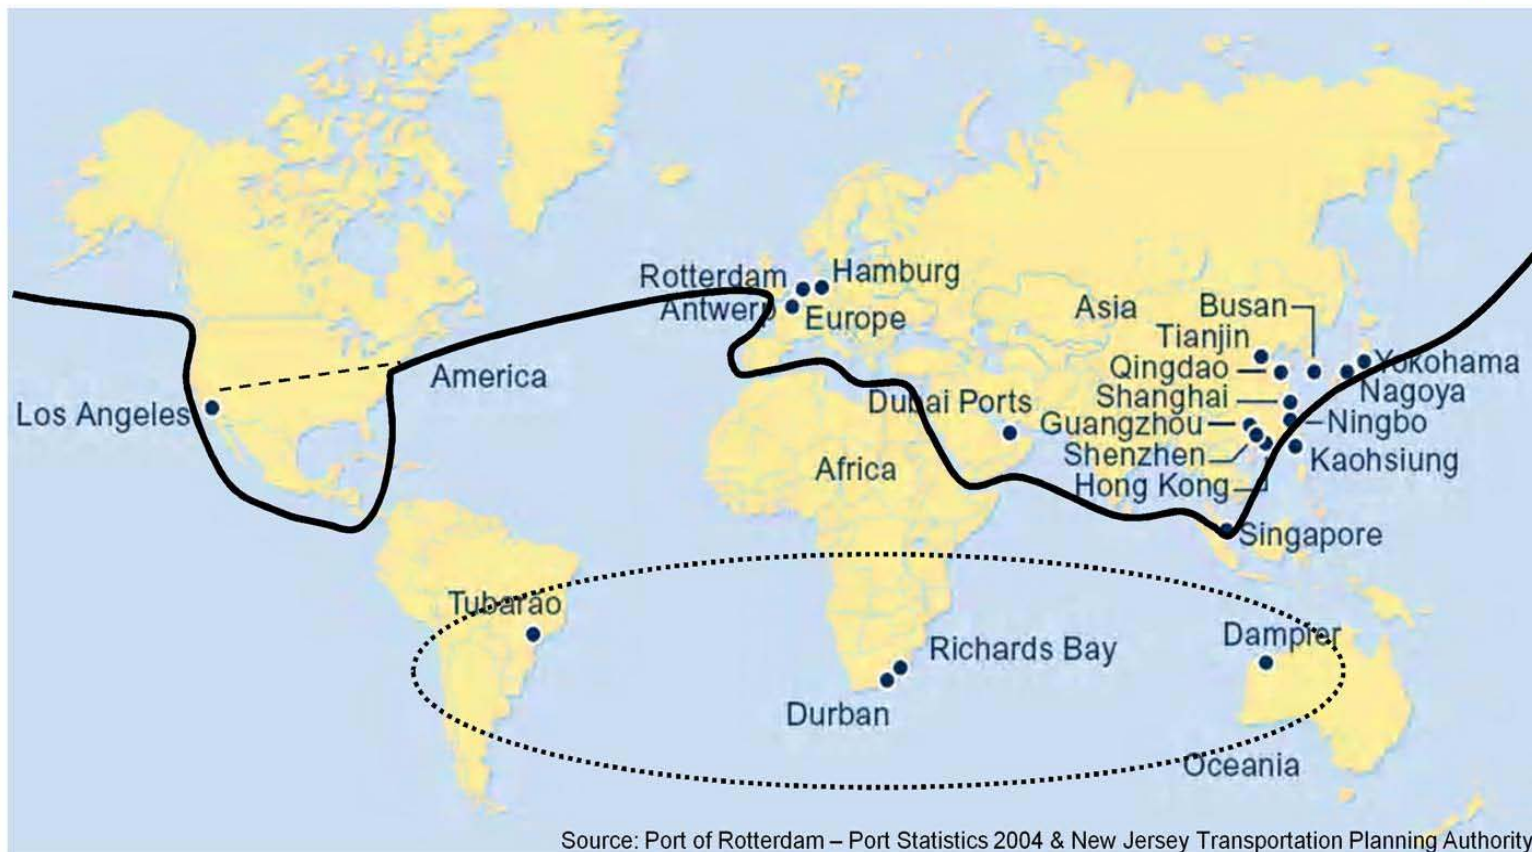 Rotterdam
Hamburg
Antwerp
Europe
Asia
Busan
Tianjin
Qingdao
Yokohama
America
Nagoya
Los Angeles
Dubai Ports
Shanghai
Guangzhou
Ningbo
Shenzhen
Kaohsiung
Africa
Hong Kong
Singapore
Tubarão
Dampier
Richards Bay
Durban
Oceania
Source: Port of Rotterdam – Port Statistics 2004 & New Jersey Transportation Planning Authority